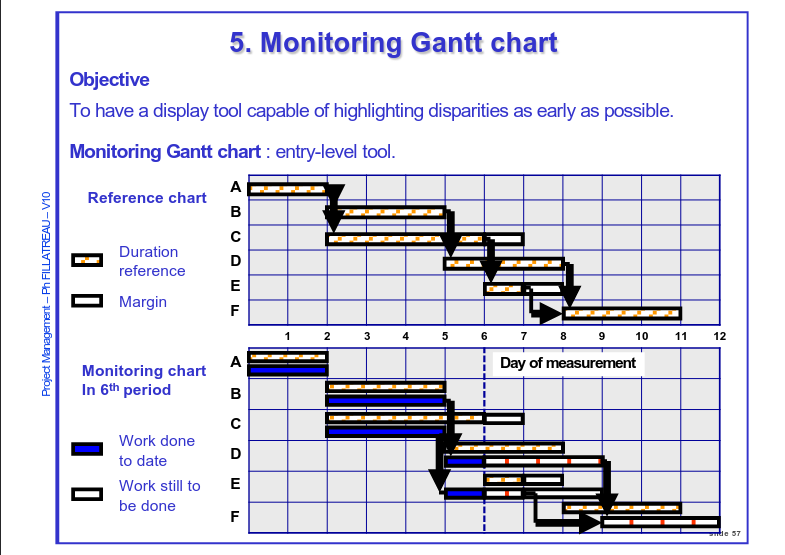 5. Monitoring Gantt chart
Objective
To have a display tool capable of highlighting disparities as early as possible.
Monitoring Gantt chart : entry-level tool.
Project Management – Ph FILLATREAU – V10
Reference chart
Duration
reference
Margin
A
B
C
D
E
F
1 2 3 4 5 6 7 8 9 10 11 12
Monitoring chart
In 6th period
Work done
to date
Work still to
be done
Day of measurement
A
B
C
D
E
F
slide 57